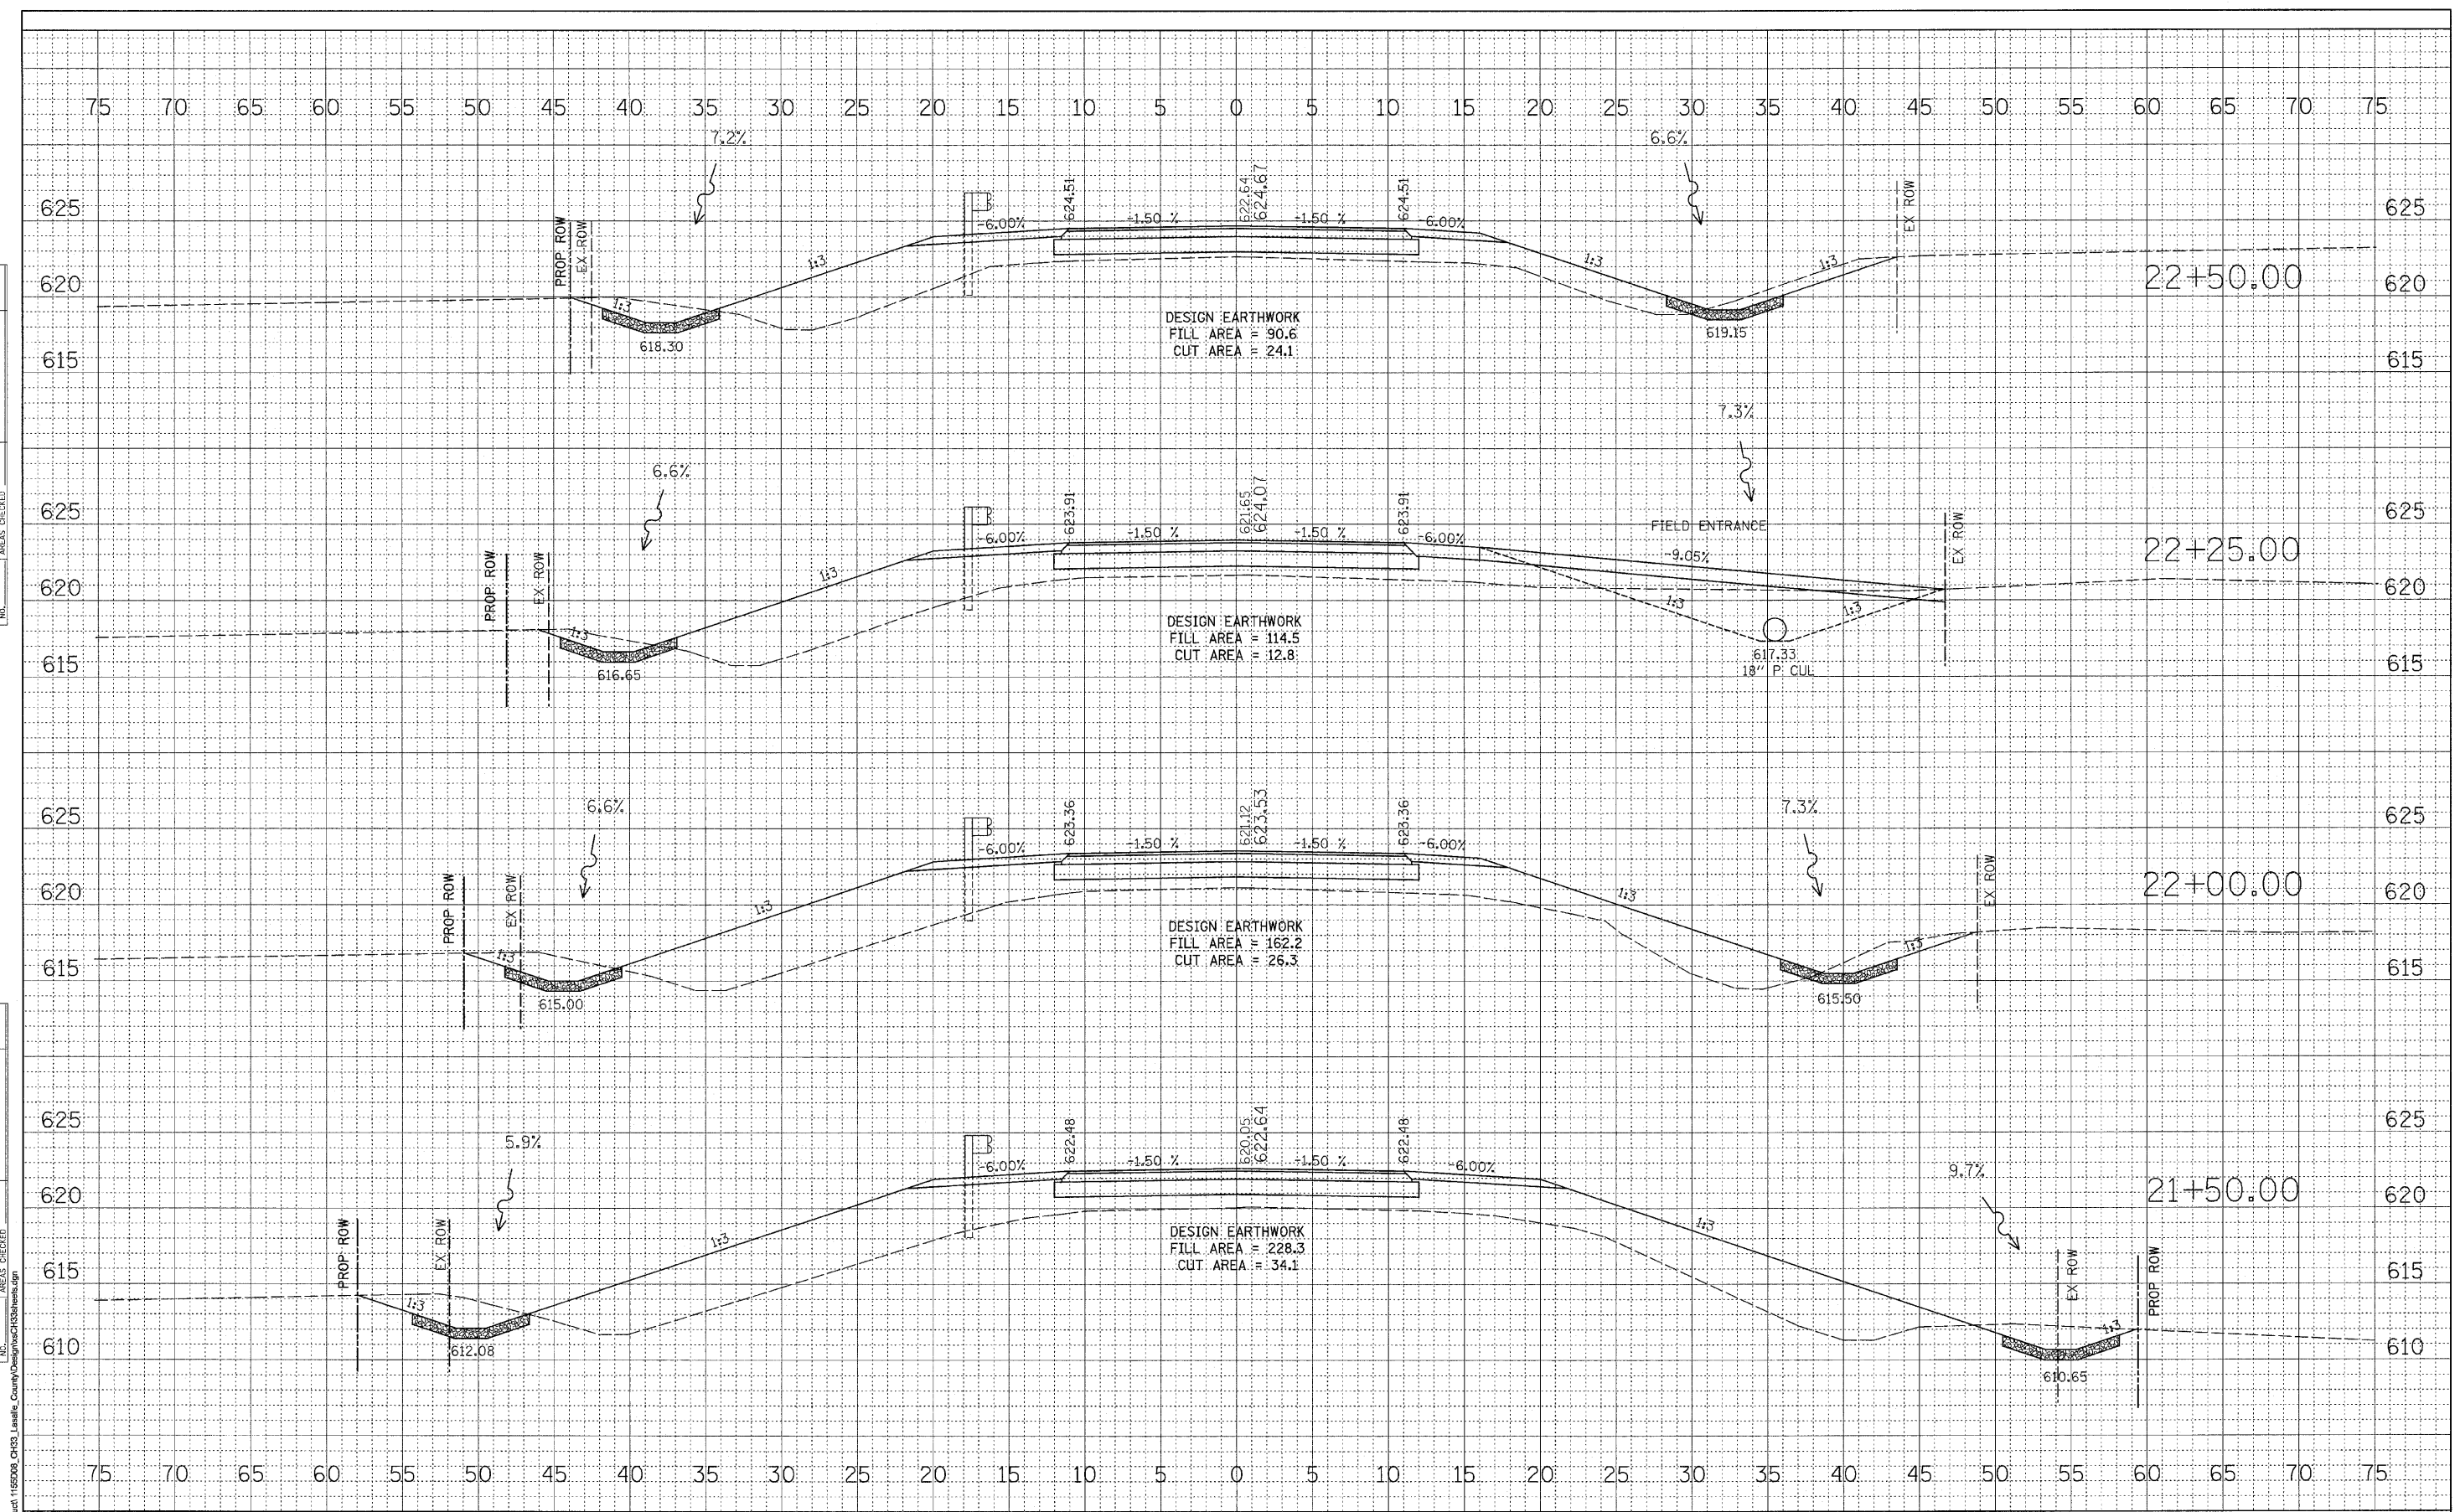 75 70 65 60 55 50 45 40 35 30 25 20 15 10 5 0 5 10 15 20 25 30 35 40 45 50 55 60 65 70 75
7.2%
6.6%
625
PROP ROW
EX ROW
-6.00%
624.51
-1.50 %
622.64
624.67
-1.50 %
624.51
-6.00%
EX ROW
625
1:3
1:3
1:3
22+50.00
620
1:3
620
618.30
DESIGN EARTHWORK
FILL AREA = 90.6
CUT AREA = 24.1
619.15
615
615
7.3%
6.6%
625
PROP ROW
EX ROW
-6.00%
623.91
-1.50 %
621.65
624.07
-1.50 %
623.91
-6.00%
FIELD ENTRANCE
-9.05%
EX ROW
625
22+25.00
1:3
620
1:3
1:3
620
1:3
DESIGN EARTHWORK
FILL AREA = 114.5
CUT AREA = 12.8
617.33
18" P CUL
615
616.65
615
6.6%
7.3%
625
PROP ROW
EX ROW
-6.00%
623.36
-1.50 %
621.12
623.53
-1.50 %
623.36
-6.00%
EX ROW
625
22+00.00
620
1:3
1:3
620
DESIGN EARTHWORK
FILL AREA = 162.2
CUT AREA = 26.3
1:3
1:3
615
615
615.00
615.50
625
625
5.9%
9.7%
PROP ROW
EX ROW
-6.00%
622.48
-1.50 %
620.05
622.64
-1.50 %
622.48
-6.00%
EX ROW
PROP ROW
620
21+50.00
620
1:3
1:3
DESIGN EARTHWORK
FILL AREA = 228.3
CUT AREA = 34.1
615
615
1:3
1:3
610
612.08
610.65
610
75 70 65 60 55 50 45 40 35 30 25 20 15 10 5 0 5 10 15 20 25 30 35 40 45 50 55 60 65 70 75
AREAS CHECKED
NO.
AREAS CHECKED
NO.
1155D08_CH33_Lasalle_County\Design\xsCH33sheets.dgn